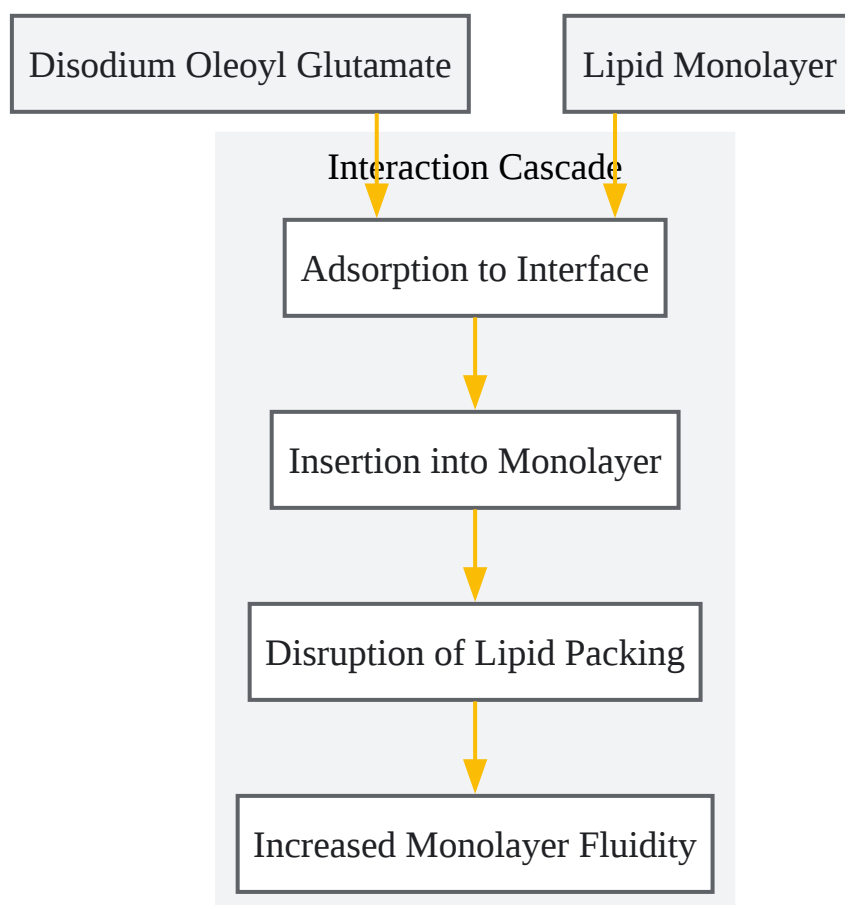 Disodium Oleoyl Glutamate
Lipid Monolayer
Interaction Cascade
Adsorption to Interface
Insertion into Monolayer
Disruption of Lipid Packing
Increased Monolayer Fluidity